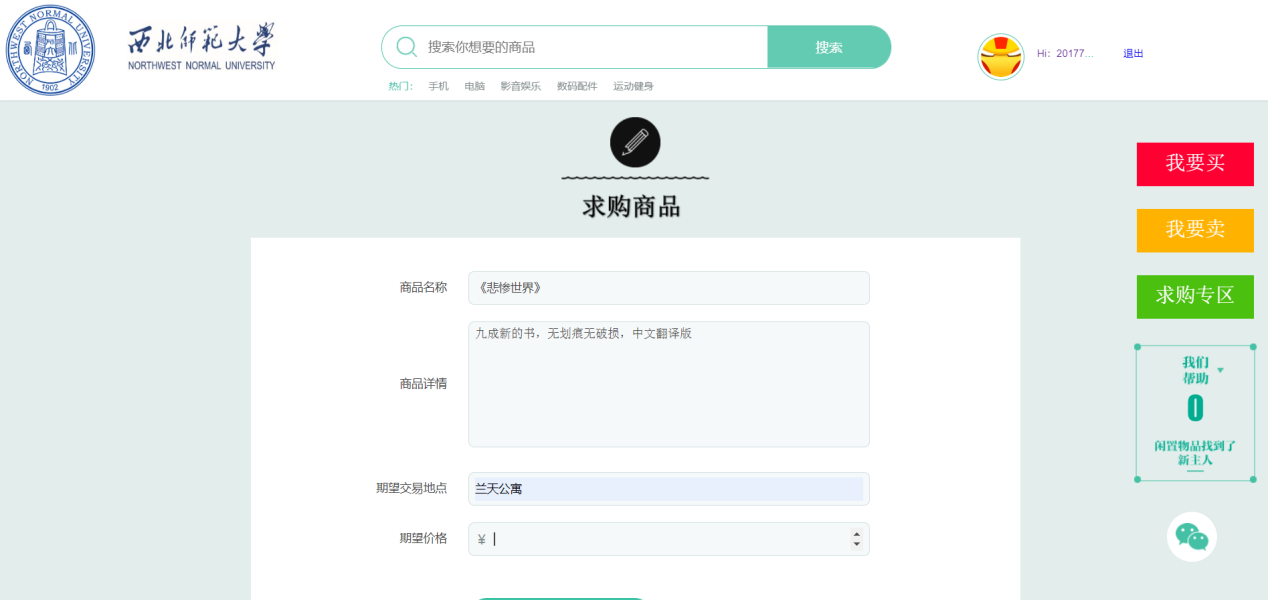 NORTHWEST NORMAL UNIVERSITY
1902
西北师范大学
NORTHWEST NORMAL UNIVERSITY
搜索你想要的商品
搜索
热门: 手机 电脑 影音娱乐 数码配件 运动健身
Hi: 20177...
退出
求购商品
商品名称
《悲惨世界》
商品详情
九成新的书，无划痕无破损，中文翻译版
期望交易地点
兰天公寓
期望价格
¥
我要买
我要卖
求购专区
我们
帮助
0
闲置物品找到了
新主人